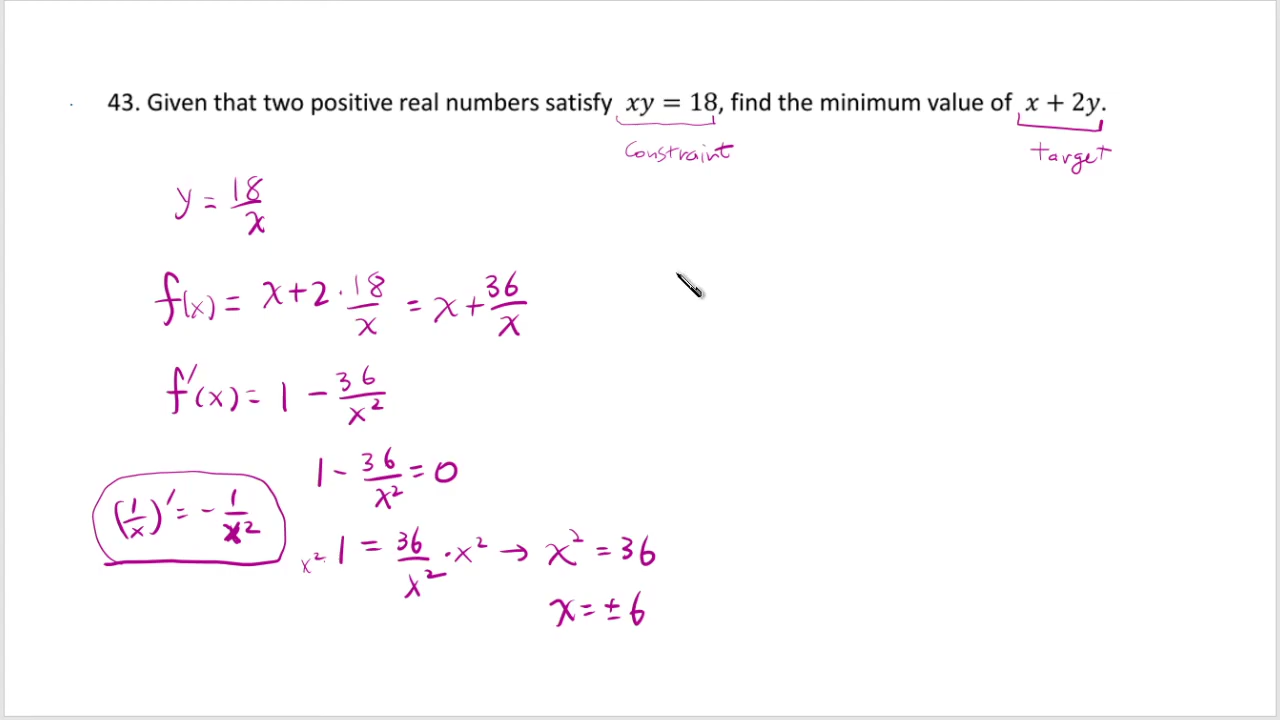 43. Given that two positive real numbers satisfy xy = 18, find the minimum value of x + 2y.
Constraint target
y = 18/x
f(x) = x + 2 · 18/x = x + 36/x
f'(x) = 1 - 36/x²
1 - 36/x² = 0
(1/x)' = - 1/x²
x² · 1 = 36/x² · x² → x² = 36
x = ± 6